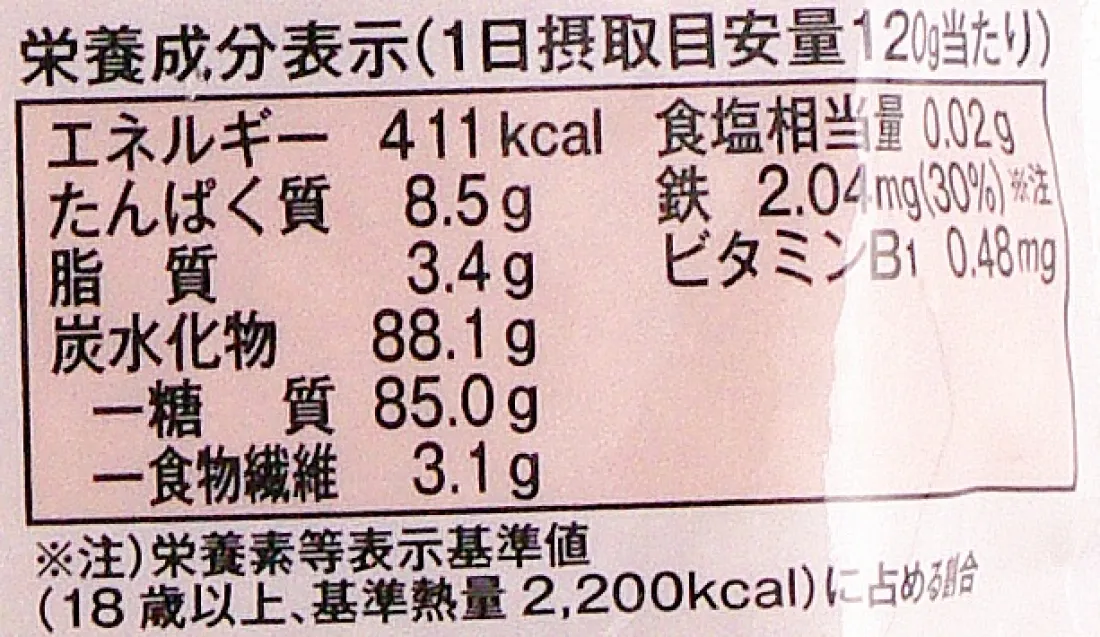 栄養成分表示(1日摂取目安量120g当たり)
エネルギー 411kcal
たんぱく質 8.5g
脂 質 3.4g
炭水化物 88.1g
ー糖 質 85.0g
ー食物繊維 3.1g
食塩相当量 0.02g
鉄 2.04mg(30%)※注
ビタミンB1 0.48mg
※注)栄養素等表示基準値
(18歳以上、基準熱量2,200kcal)に占める割合